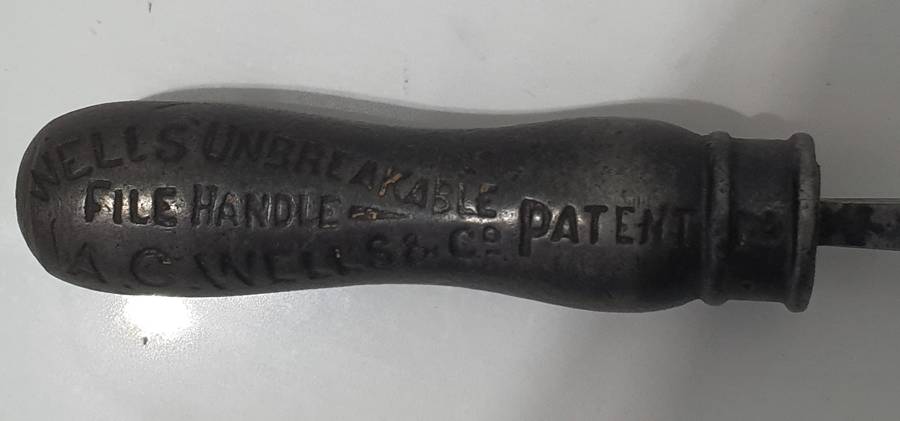 WELLS' UNBREAKABLE
FILE HANDLE
PATENT
A.C. WELLS & Cº